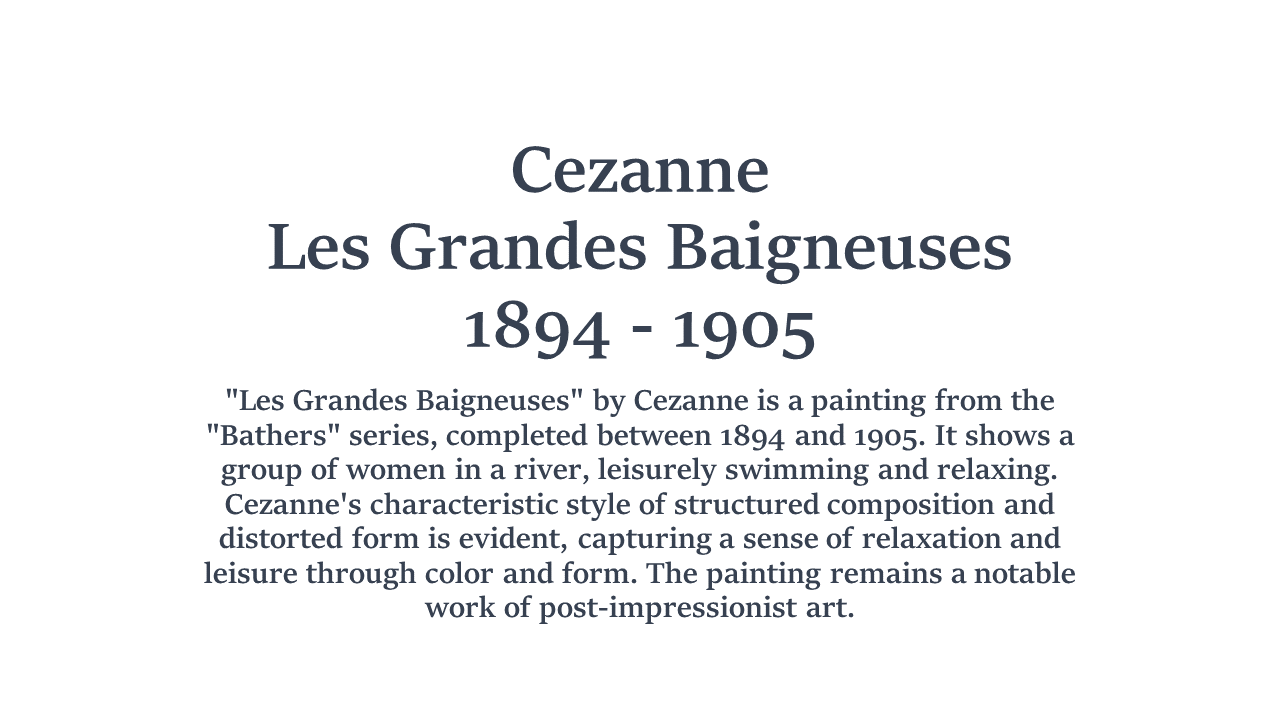 Cezanne
Les Grandes Baigneuses
1894 - 1905
"Les Grandes Baigneuses" by Cezanne is a painting from the
"Bathers" series, completed between 1894 and 1905. It shows a
group of women in a river, leisurely swimming and relaxing.
Cezanne's characteristic style of structured composition and
distorted form is evident, capturing a sense of relaxation and
leisure through color and form. The painting remains a notable
work of post-impressionist art.